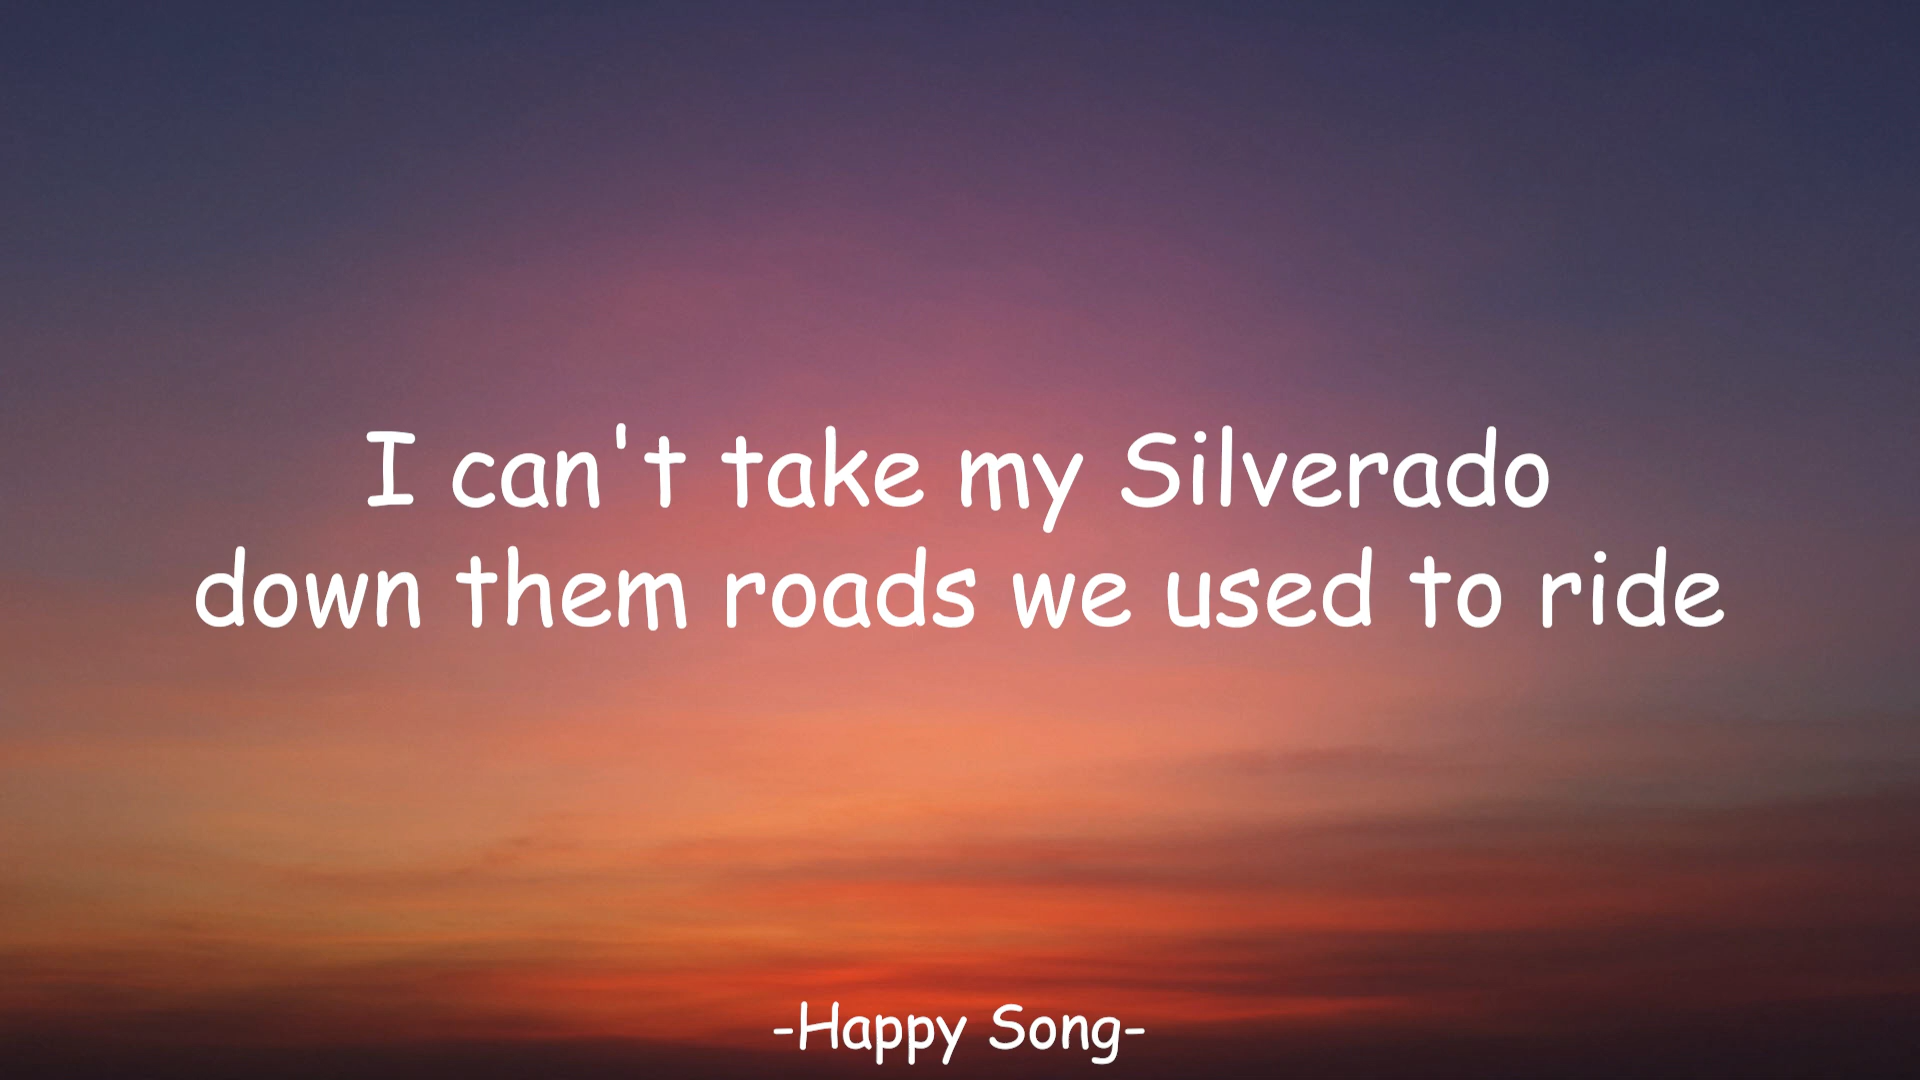 I can't take my Silverado
down them roads we used to ride
-Happy Song-